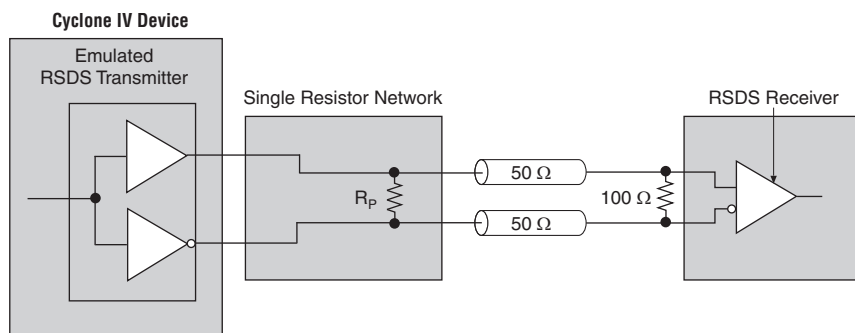 Cyclone IV Device
Emulated
RSDS Transmitter
Single Resistor Network
RSDS Receiver
50 Ω
R_P
100 Ω
50 Ω